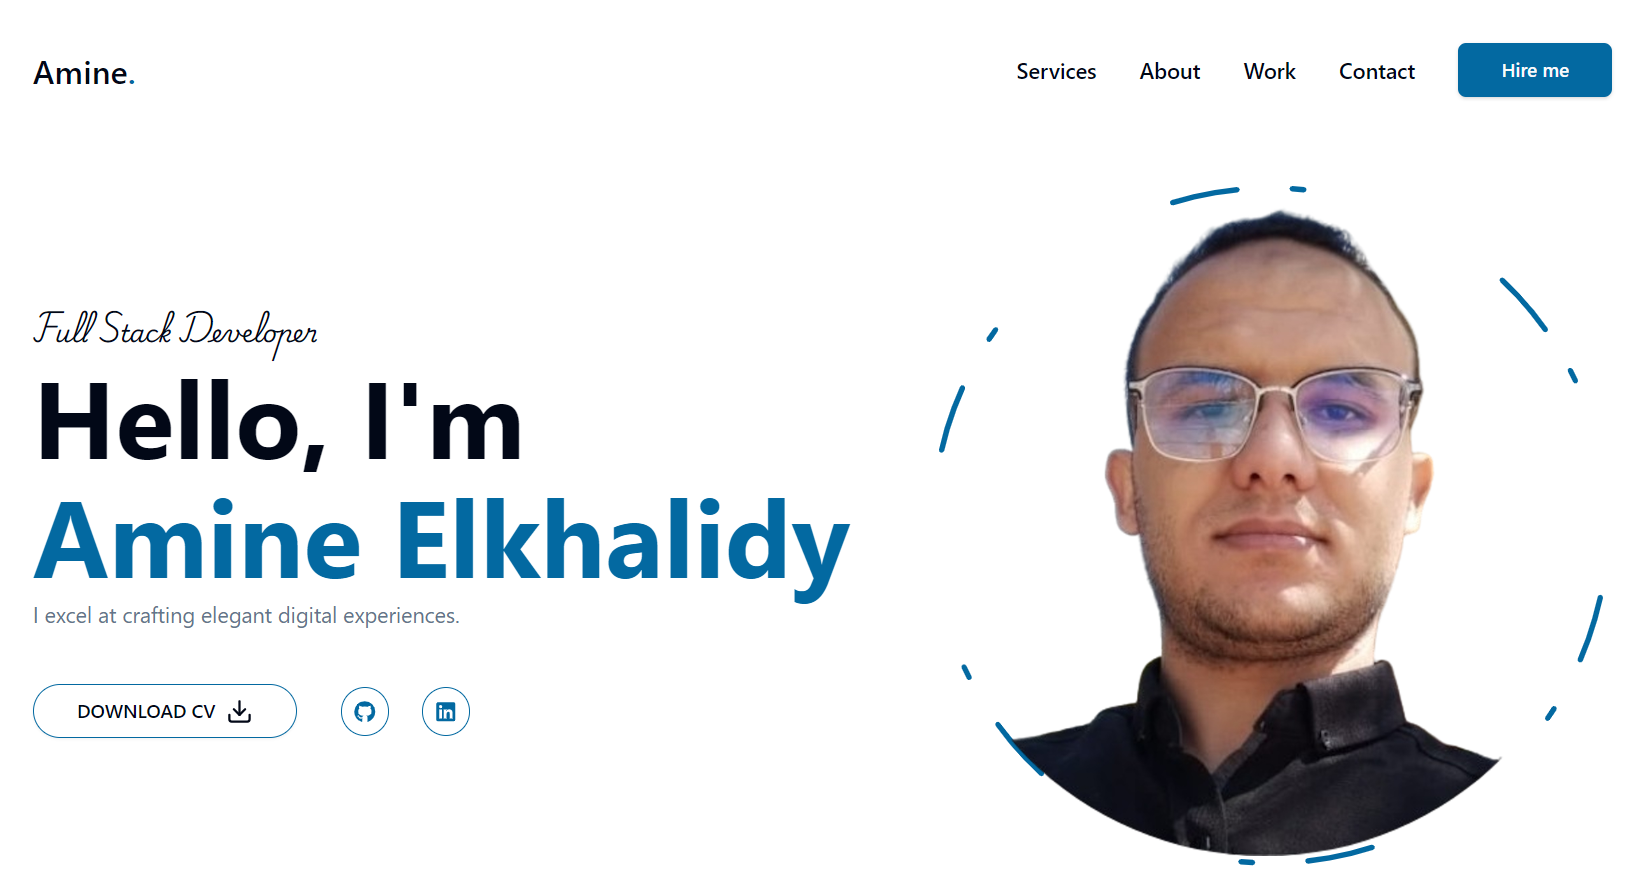 Amine.
Services
About
Work
Contact
Hire me
Full Stack Developer
Hello, I'm
Amine Elkhalidy
I excel at crafting elegant digital experiences.
DOWNLOAD CV
in